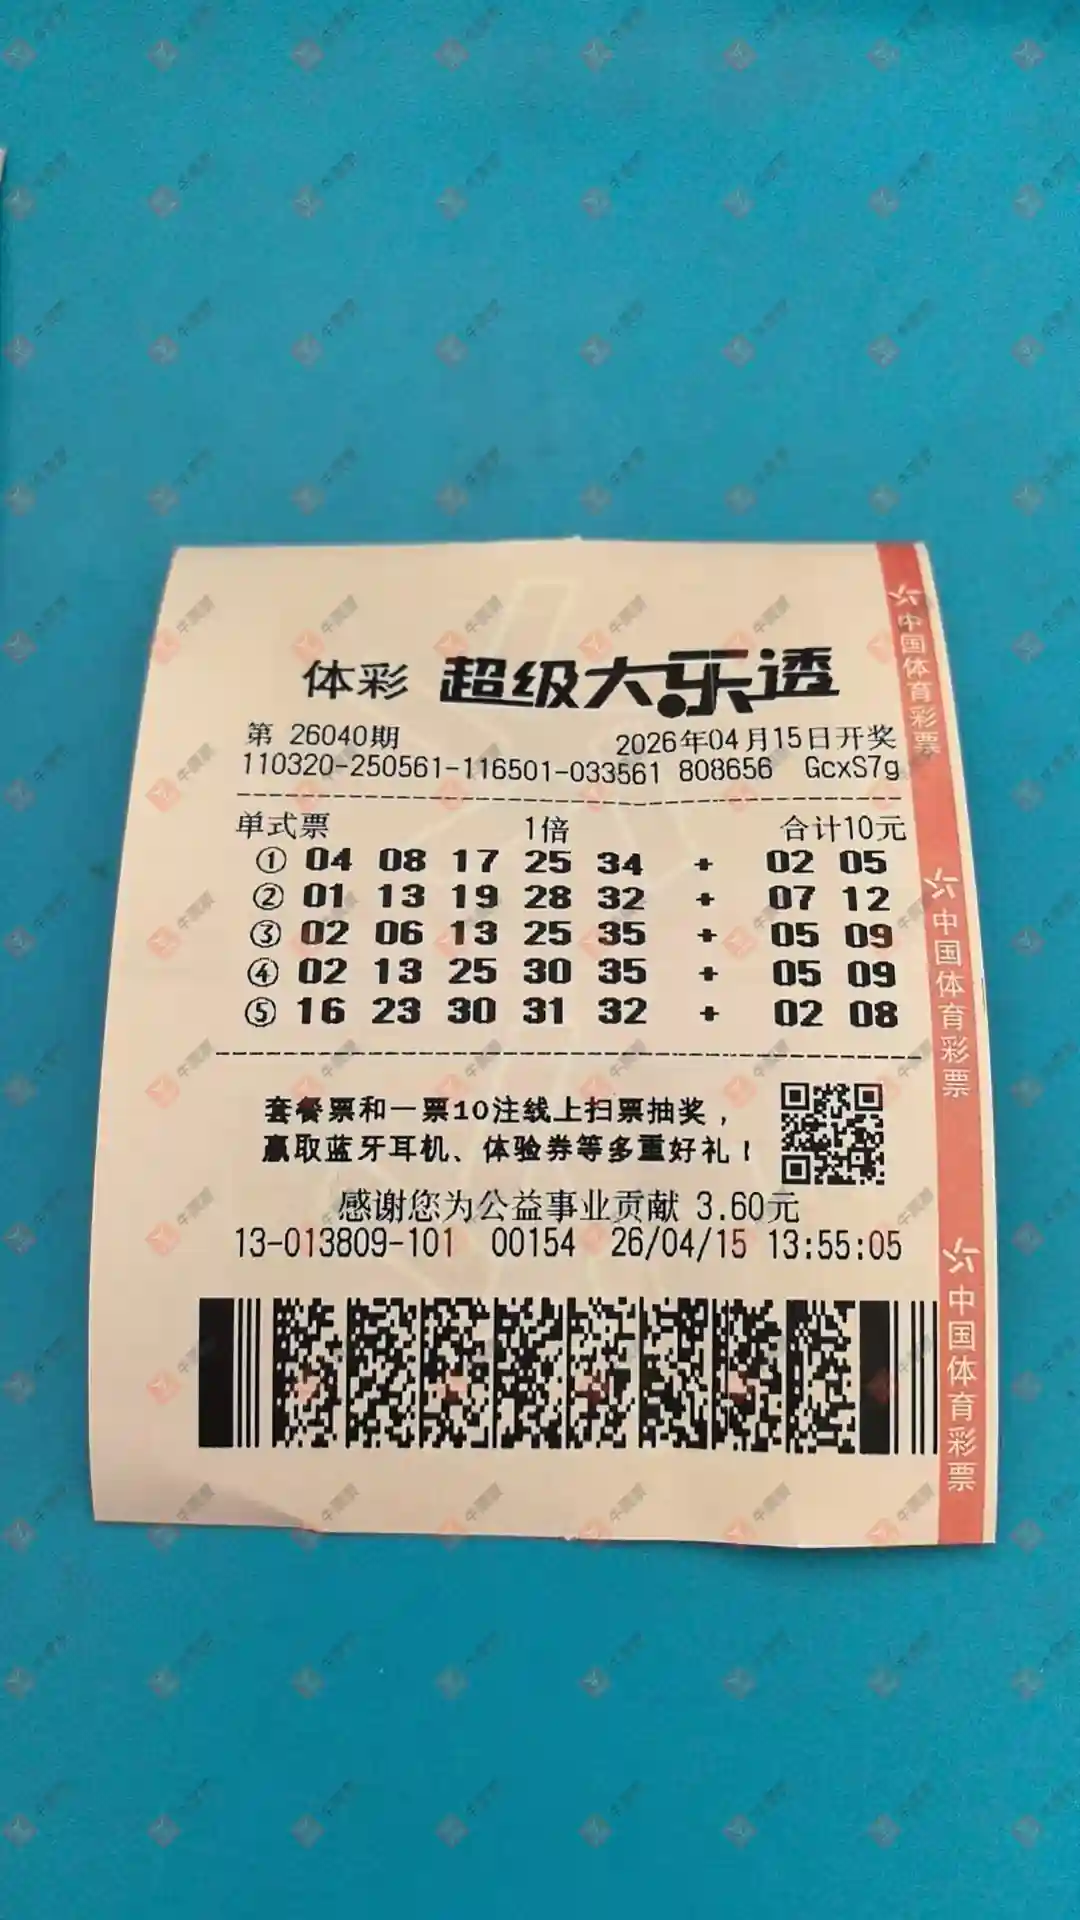 体彩 超级大乐透
第 26040期 2026年04月15日开奖
110320-250561-116501-033561 808656 GcxS7g
单式票 1倍 合计10元
① 04 08 17 25 34 + 02 05
② 01 13 19 28 32 + 07 12
③ 02 06 13 25 35 + 05 09
④ 02 13 25 30 35 + 05 09
⑤ 16 23 30 31 32 + 02 08
套餐票和一票10注线上扫票抽奖，
赢取蓝牙耳机、体验券等多重好礼！
感谢您为公益事业贡献 3.60元
13-013809-101 00154 26/04/15 13:55:05
中国体育彩票
中国体育彩票
中国体育彩票